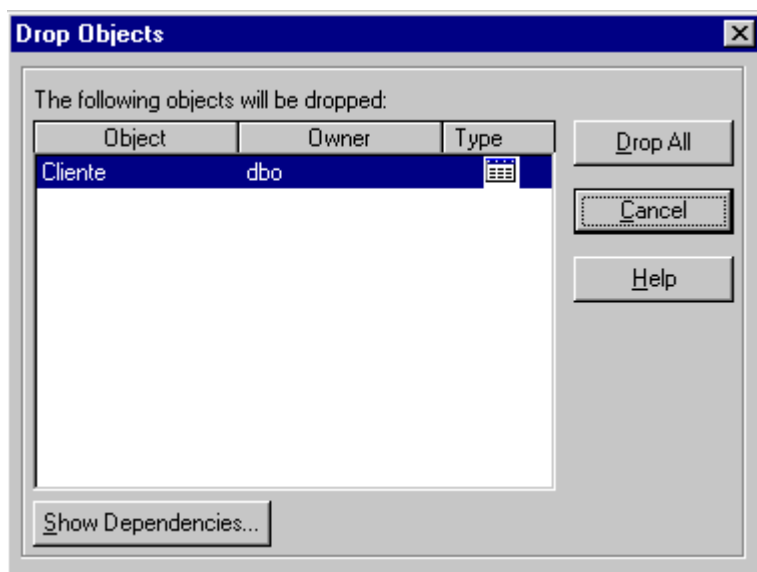 Drop Objects
The following objects will be dropped:
Object Owner Type
Cliente dbo
Drop All
Cancel
Help
Show Dependencies...